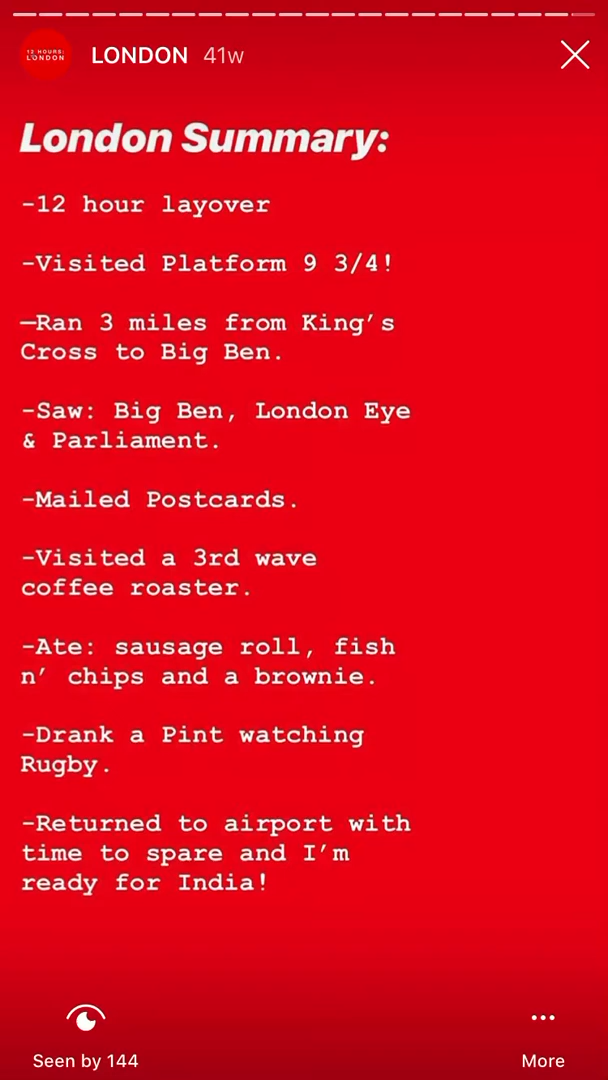 12 HOURS:
LONDON
LONDON 41w
London Summary:
-12 hour layover
-Visited Platform 9 3/4!
—Ran 3 miles from King’s
Cross to Big Ben.
-Saw: Big Ben, London Eye
& Parliament.
-Mailed Postcards.
-Visited a 3rd wave
coffee roaster.
-Ate: sausage roll, fish
n’ chips and a brownie.
-Drank a Pint watching
Rugby.
-Returned to airport with
time to spare and I’m
ready for India!
Seen by 144
More